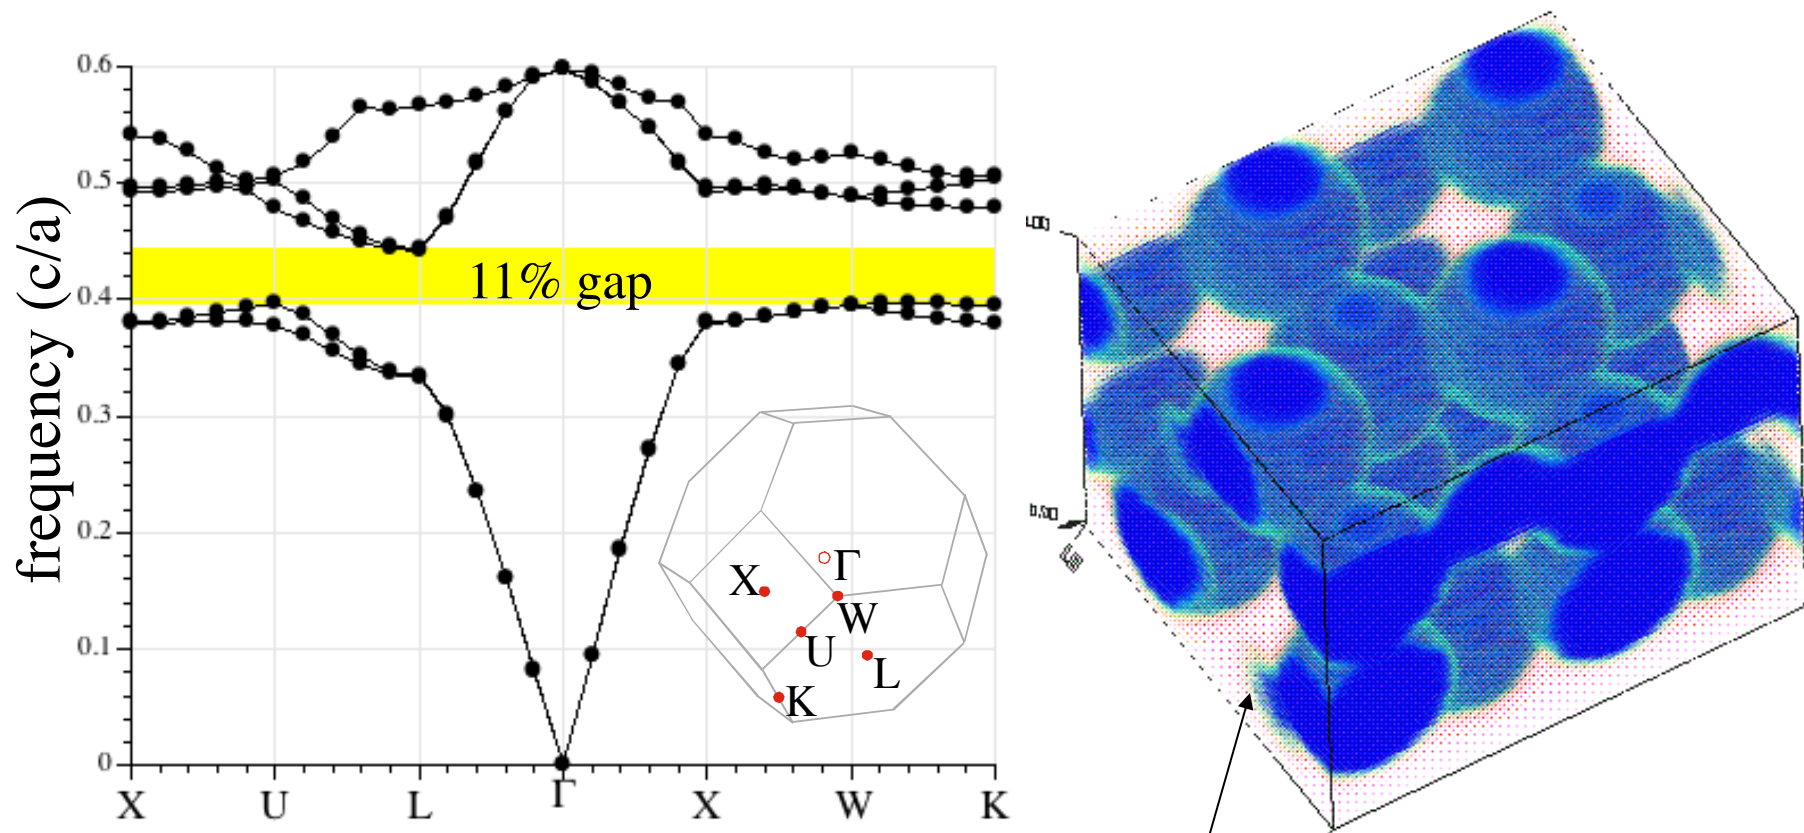 frequency (c/a)
0.6
0.5
0.4
0.3
0.2
0.1
0
11% gap
X U L Γ X W K
Γ
X
W
U
L
K